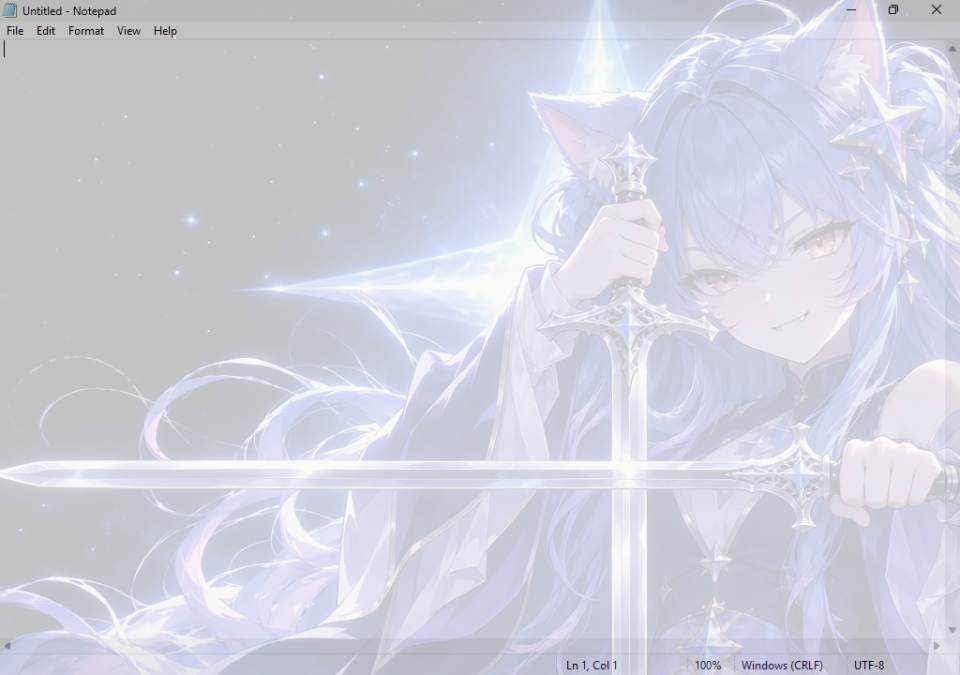 Untitled - Notepad
File Edit Format View Help
Ln 1, Col 1 100% Windows (CRLF) UTF-8